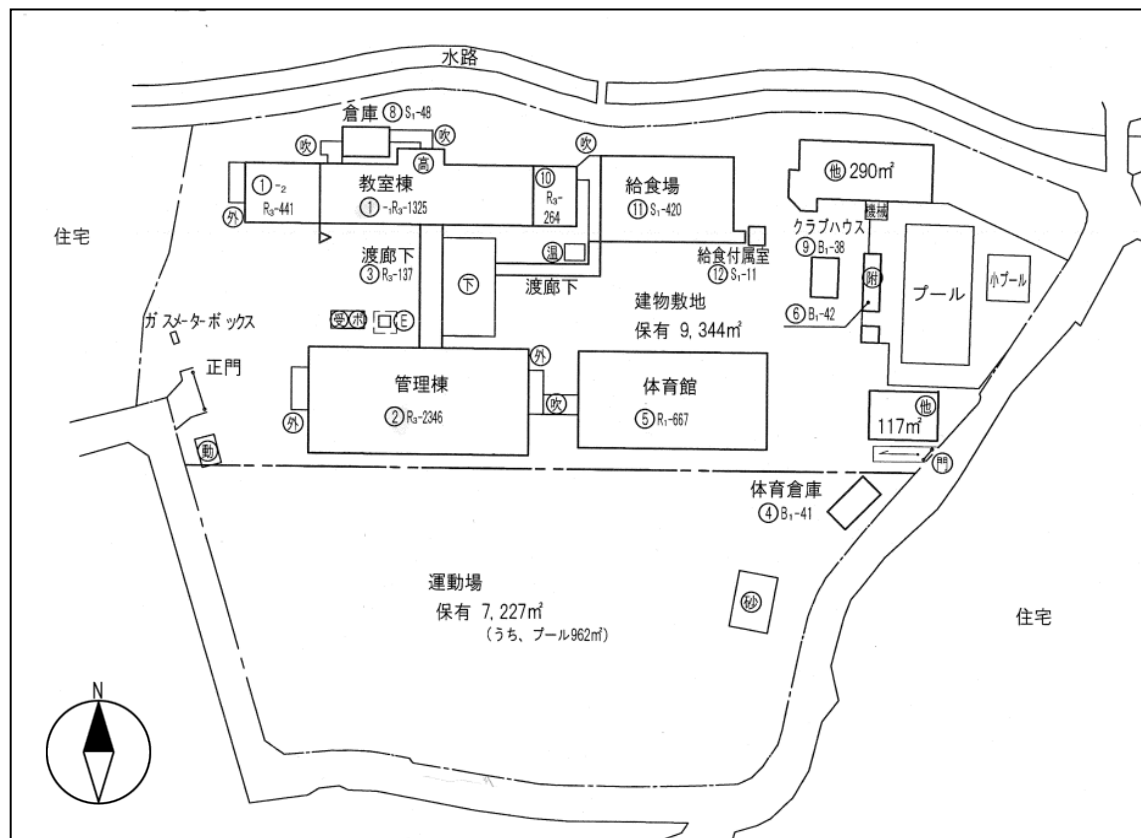 水路
倉庫 ⑧ S₁-48
吹
吹
吹
高
①-₂
R₃-441
教室棟
①-₁R₃-1325
⑩
R₃-
264
給食場
⑪ S₁-420
他 290㎡
機械
外
住宅
渡廊下
③ R₃-137
下
温
渡廊下
給食付属室
⑫ S₁-11
クラブハウス
⑨ B₁-38
附
⑥ B₁-42
プール
小プール
建物敷地
保有 9,344㎡
受 ポ
E
ガスメーターボックス
正門
管理棟
② R₃-2346
外
外
吹
体育館
⑤ R₁-667
他
117㎡
動
門
体育倉庫
④ B₁-41
運動場
保有 7,227㎡
(うち、プール962㎡)
砂
住宅
N